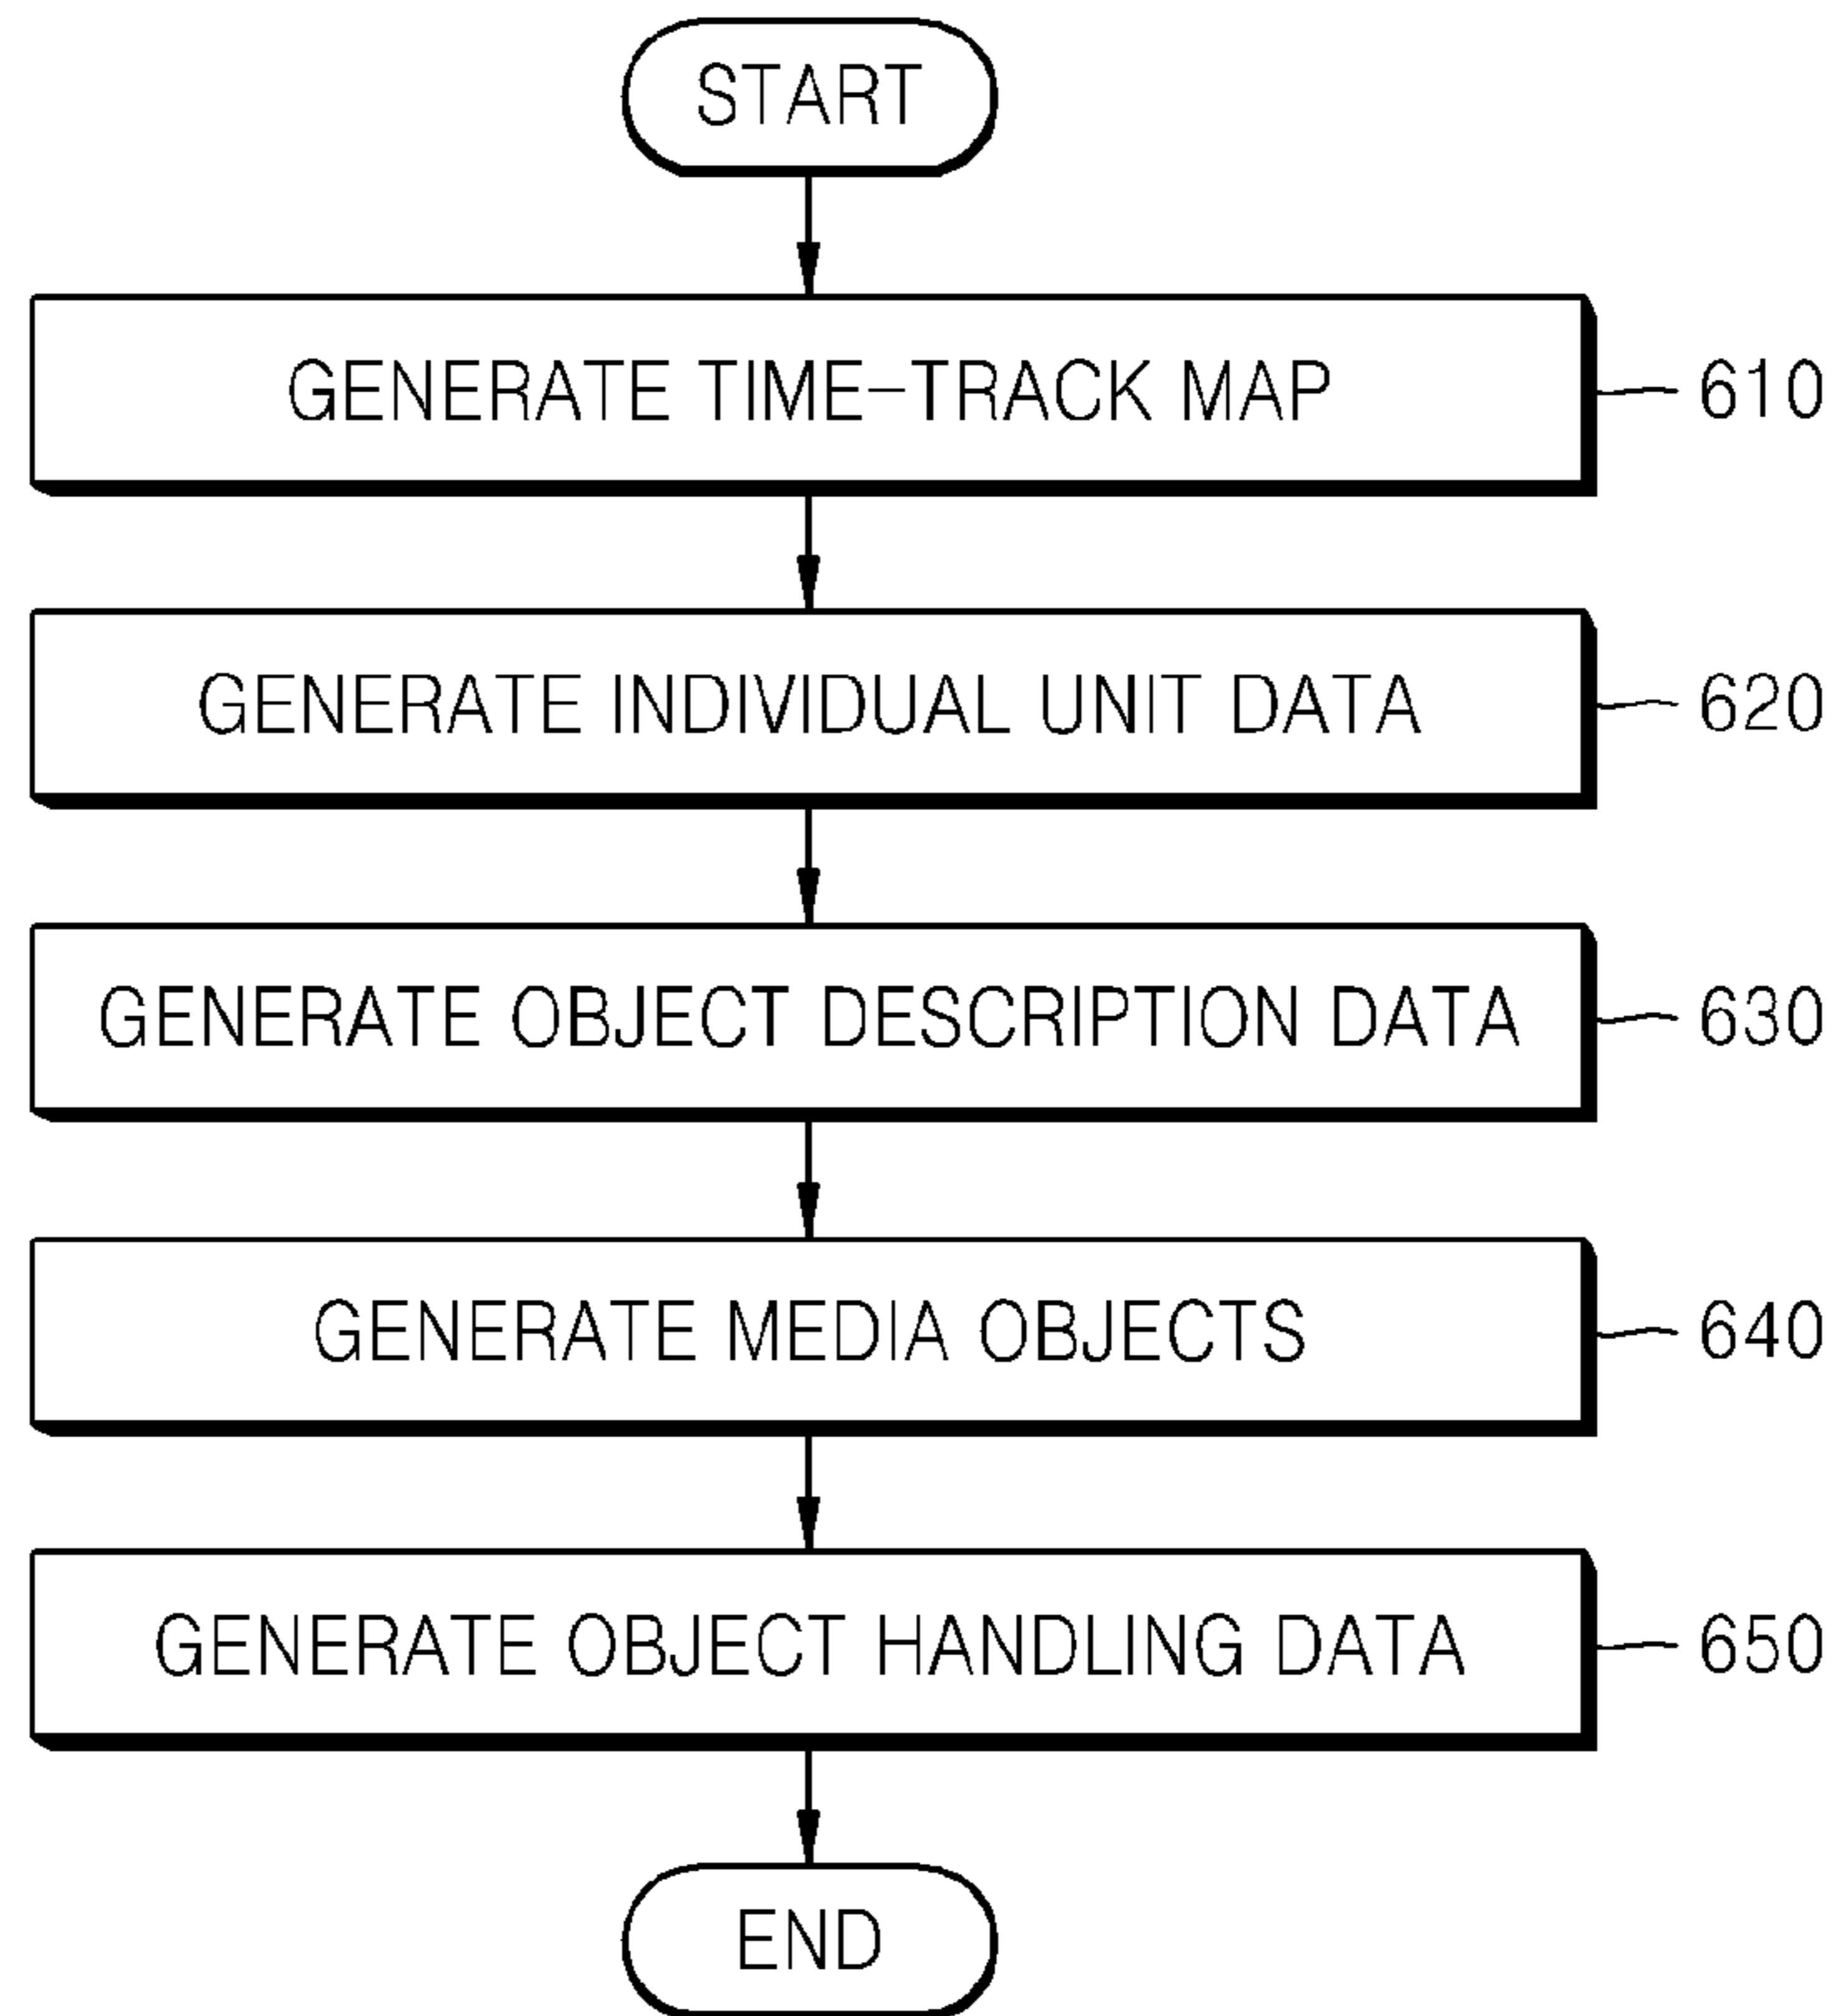 START
GENERATE TIME-TRACK MAP 610
GENERATE INDIVIDUAL UNIT DATA 620
GENERATE OBJECT DESCRIPTION DATA 630
GENERATE MEDIA OBJECTS 640
GENERATE OBJECT HANDLING DATA 650
END